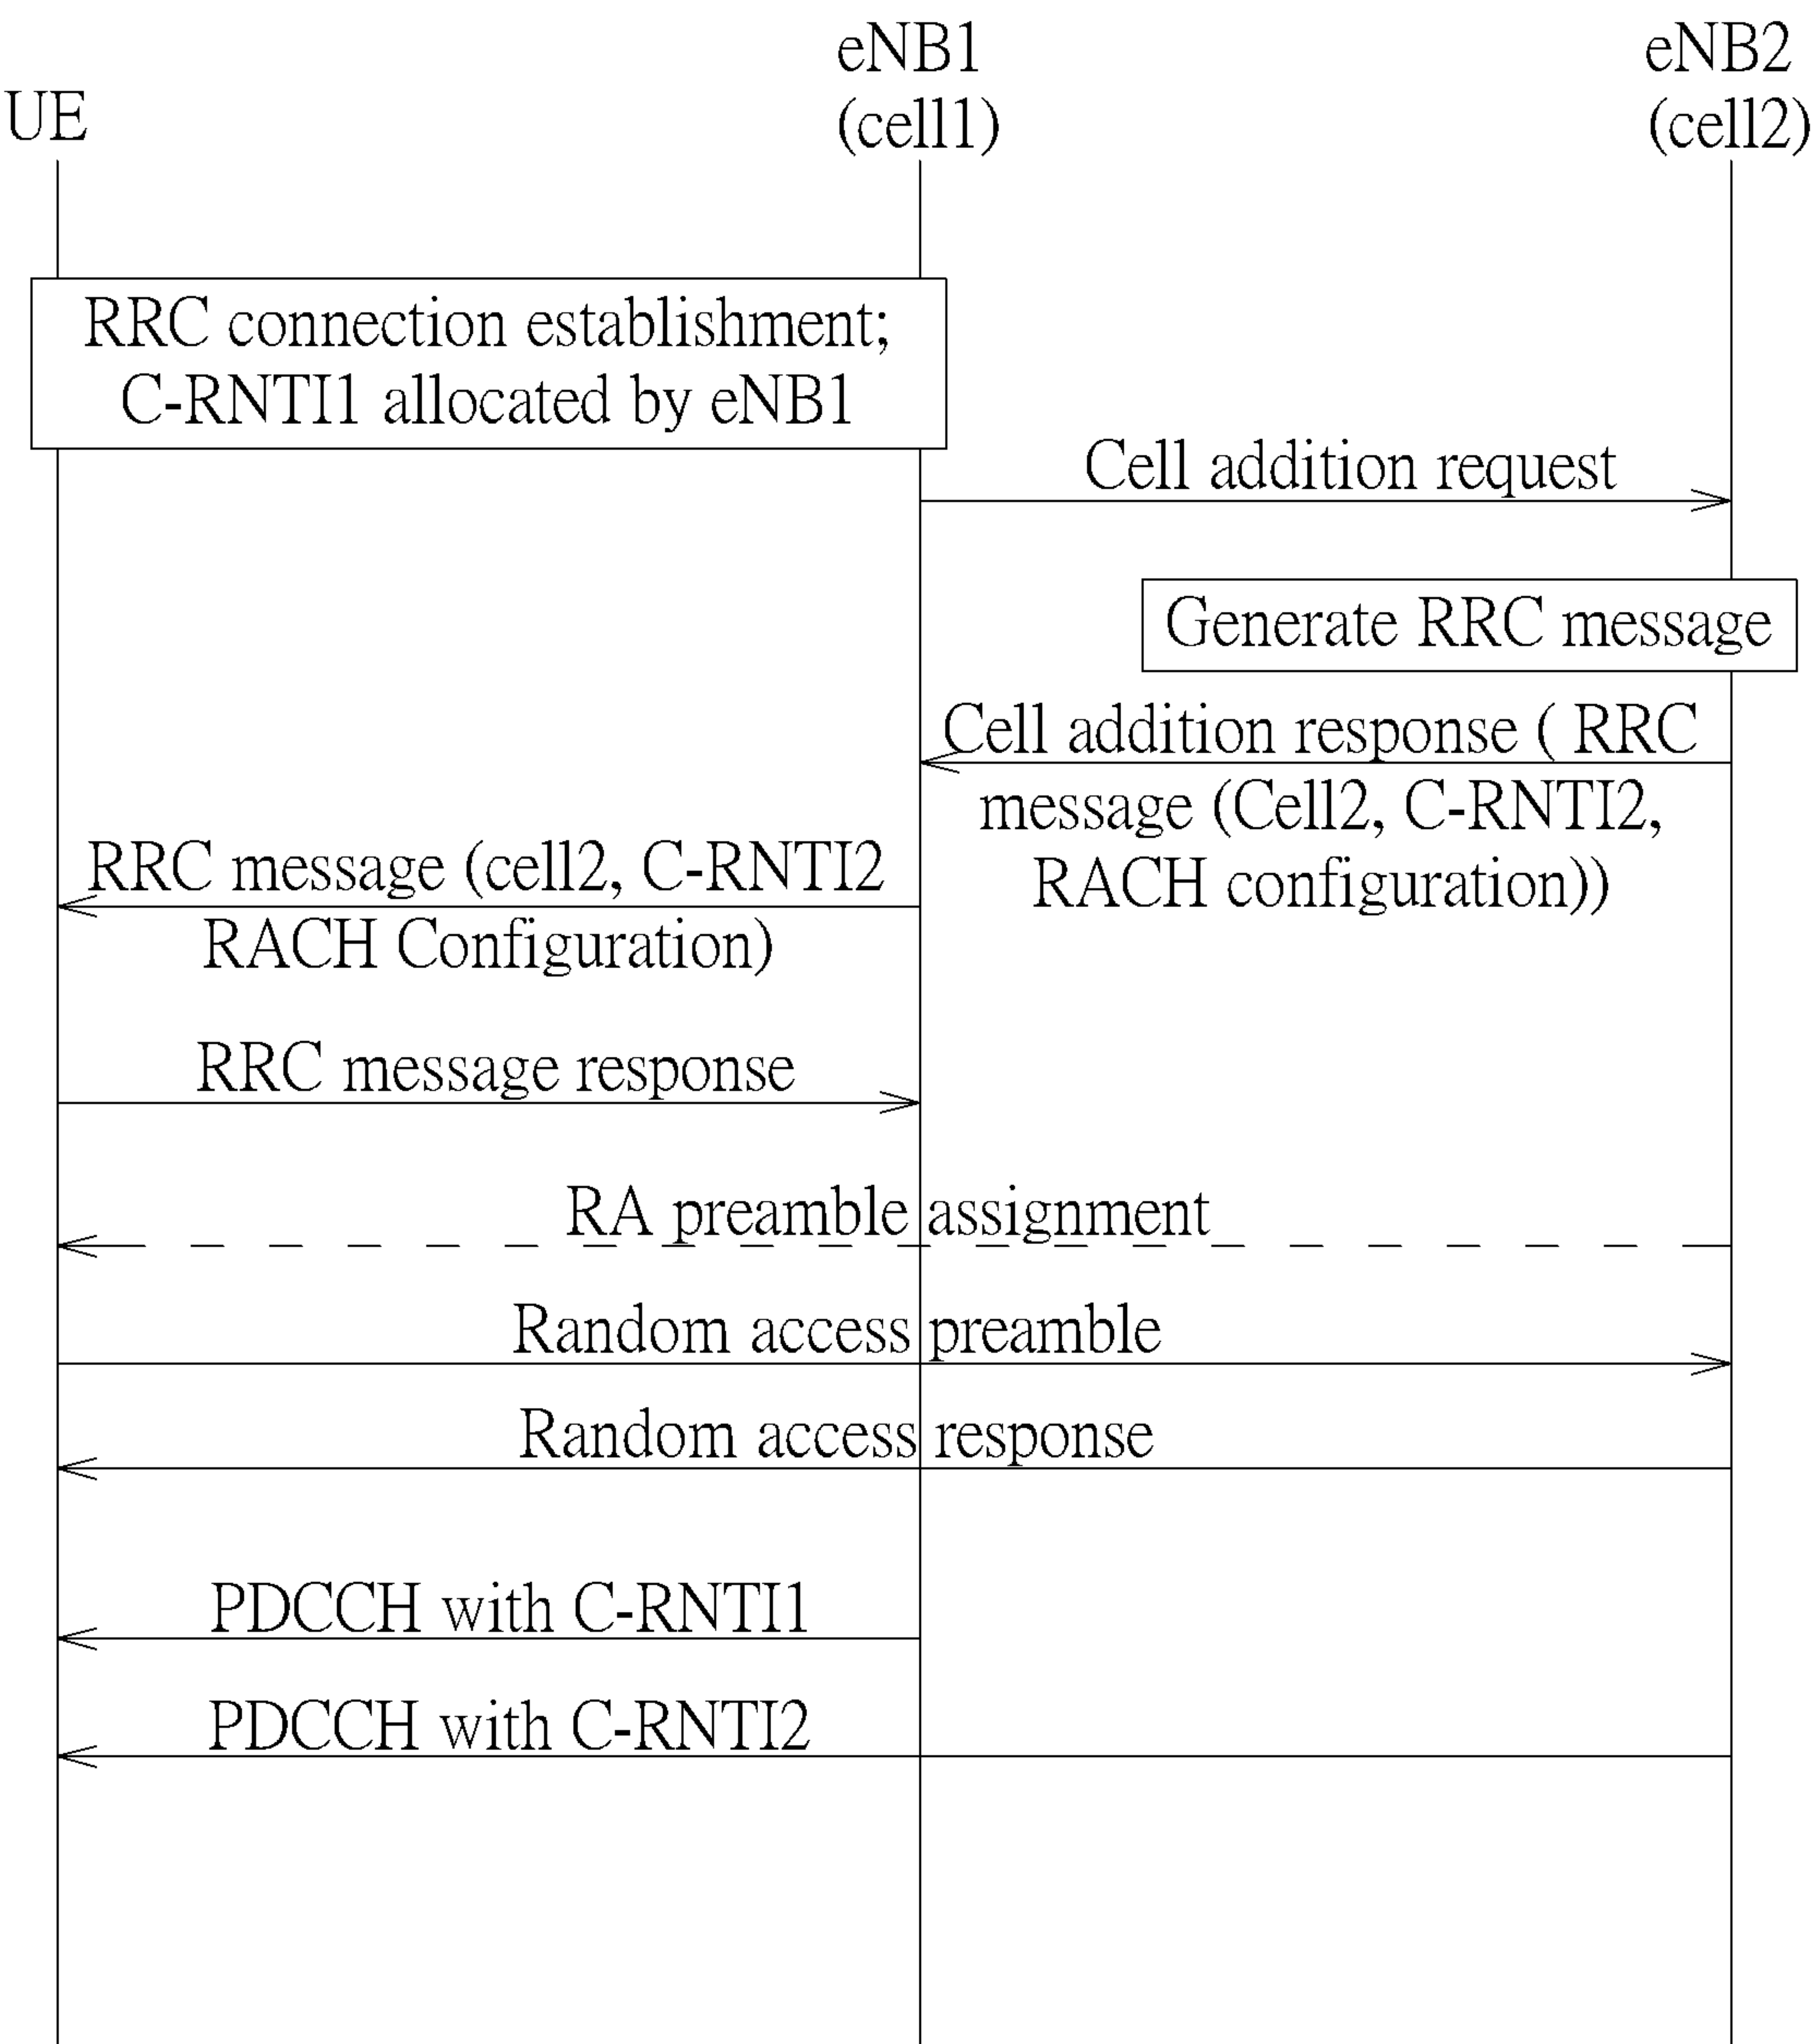 UE
eNB1
(cell1)
eNB2
(cell2)
RRC connection establishment;
C-RNTI1 allocated by eNB1
Cell addition request
Generate RRC message
Cell addition response ( RRC
message (Cell2, C-RNTI2,
RACH configuration))
RRC message (cell2, C-RNTI2
RACH Configuration)
RRC message response
RA preamble assignment
Random access preamble
Random access response
PDCCH with C-RNTI1
PDCCH with C-RNTI2